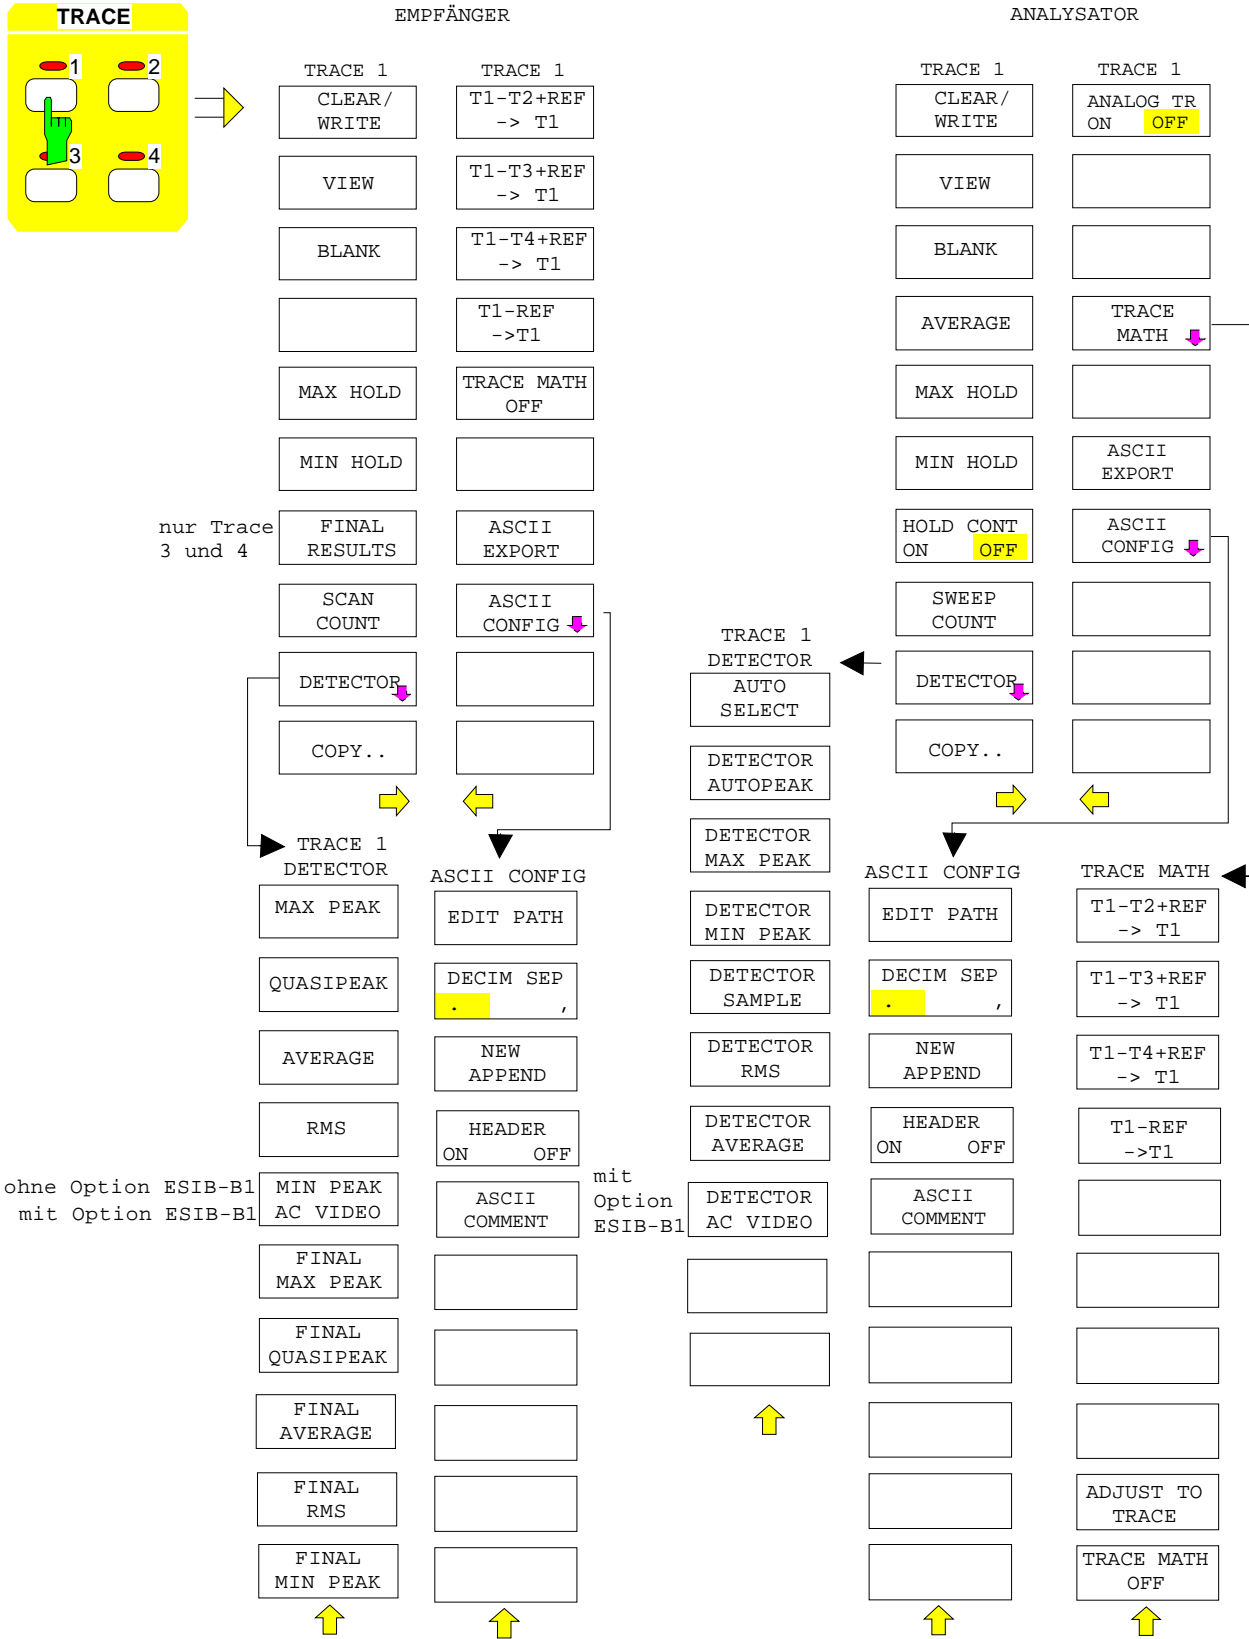 TRACE
1
2
3
4
EMPFÄNGER
TRACE 1
CLEAR/
WRITE
VIEW
BLANK
MAX HOLD
MIN HOLD
nur Trace
3 und 4
FINAL
RESULTS
SCAN
COUNT
DETECTOR
COPY..
TRACE 1
T1-T2+REF
-> T1
T1-T3+REF
-> T1
T1-T4+REF
-> T1
T1-REF
->T1
TRACE MATH
OFF
ASCII
EXPORT
ASCII
CONFIG
TRACE 1
DETECTOR
MAX PEAK
QUASIPEAK
AVERAGE
RMS
ohne Option ESIB-B1
mit Option ESIB-B1
MIN PEAK
AC VIDEO
FINAL
MAX PEAK
FINAL
QUASIPEAK
FINAL
AVERAGE
FINAL
RMS
FINAL
MIN PEAK
ASCII CONFIG
EDIT PATH
DECIM SEP
. ,
NEW
APPEND
HEADER
ON OFF
ASCII
COMMENT
ANALYSATOR
TRACE 1
CLEAR/
WRITE
VIEW
BLANK
AVERAGE
MAX HOLD
MIN HOLD
HOLD CONT
ON OFF
SWEEP
COUNT
DETECTOR
COPY..
TRACE 1
ANALOG TR
ON OFF
TRACE
MATH
ASCII
EXPORT
ASCII
CONFIG
TRACE 1
DETECTOR
AUTO
SELECT
DETECTOR
AUTOPEAK
DETECTOR
MAX PEAK
DETECTOR
MIN PEAK
DETECTOR
SAMPLE
DETECTOR
RMS
DETECTOR
AVERAGE
mit
Option
ESIB-B1
DETECTOR
AC VIDEO
ASCII CONFIG
EDIT PATH
DECIM SEP
. ,
NEW
APPEND
HEADER
ON OFF
ASCII
COMMENT
TRACE MATH
T1-T2+REF
-> T1
T1-T3+REF
-> T1
T1-T4+REF
-> T1
T1-REF
->T1
ADJUST TO
TRACE
TRACE MATH
OFF